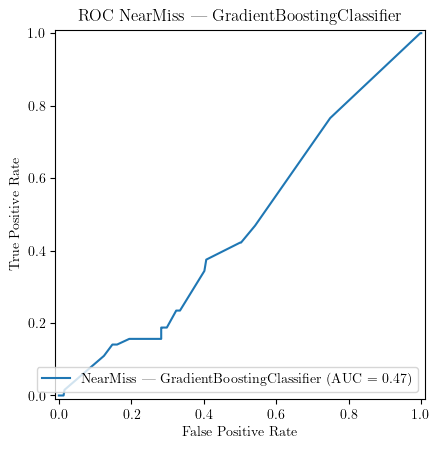 ROC NearMiss — GradientBoostingClassifier
True Positive Rate
1.0
0.8
0.6
0.4
0.2
0.0
NearMiss — GradientBoostingClassifier (AUC = 0.47)
0.0 0.2 0.4 0.6 0.8 1.0
False Positive Rate